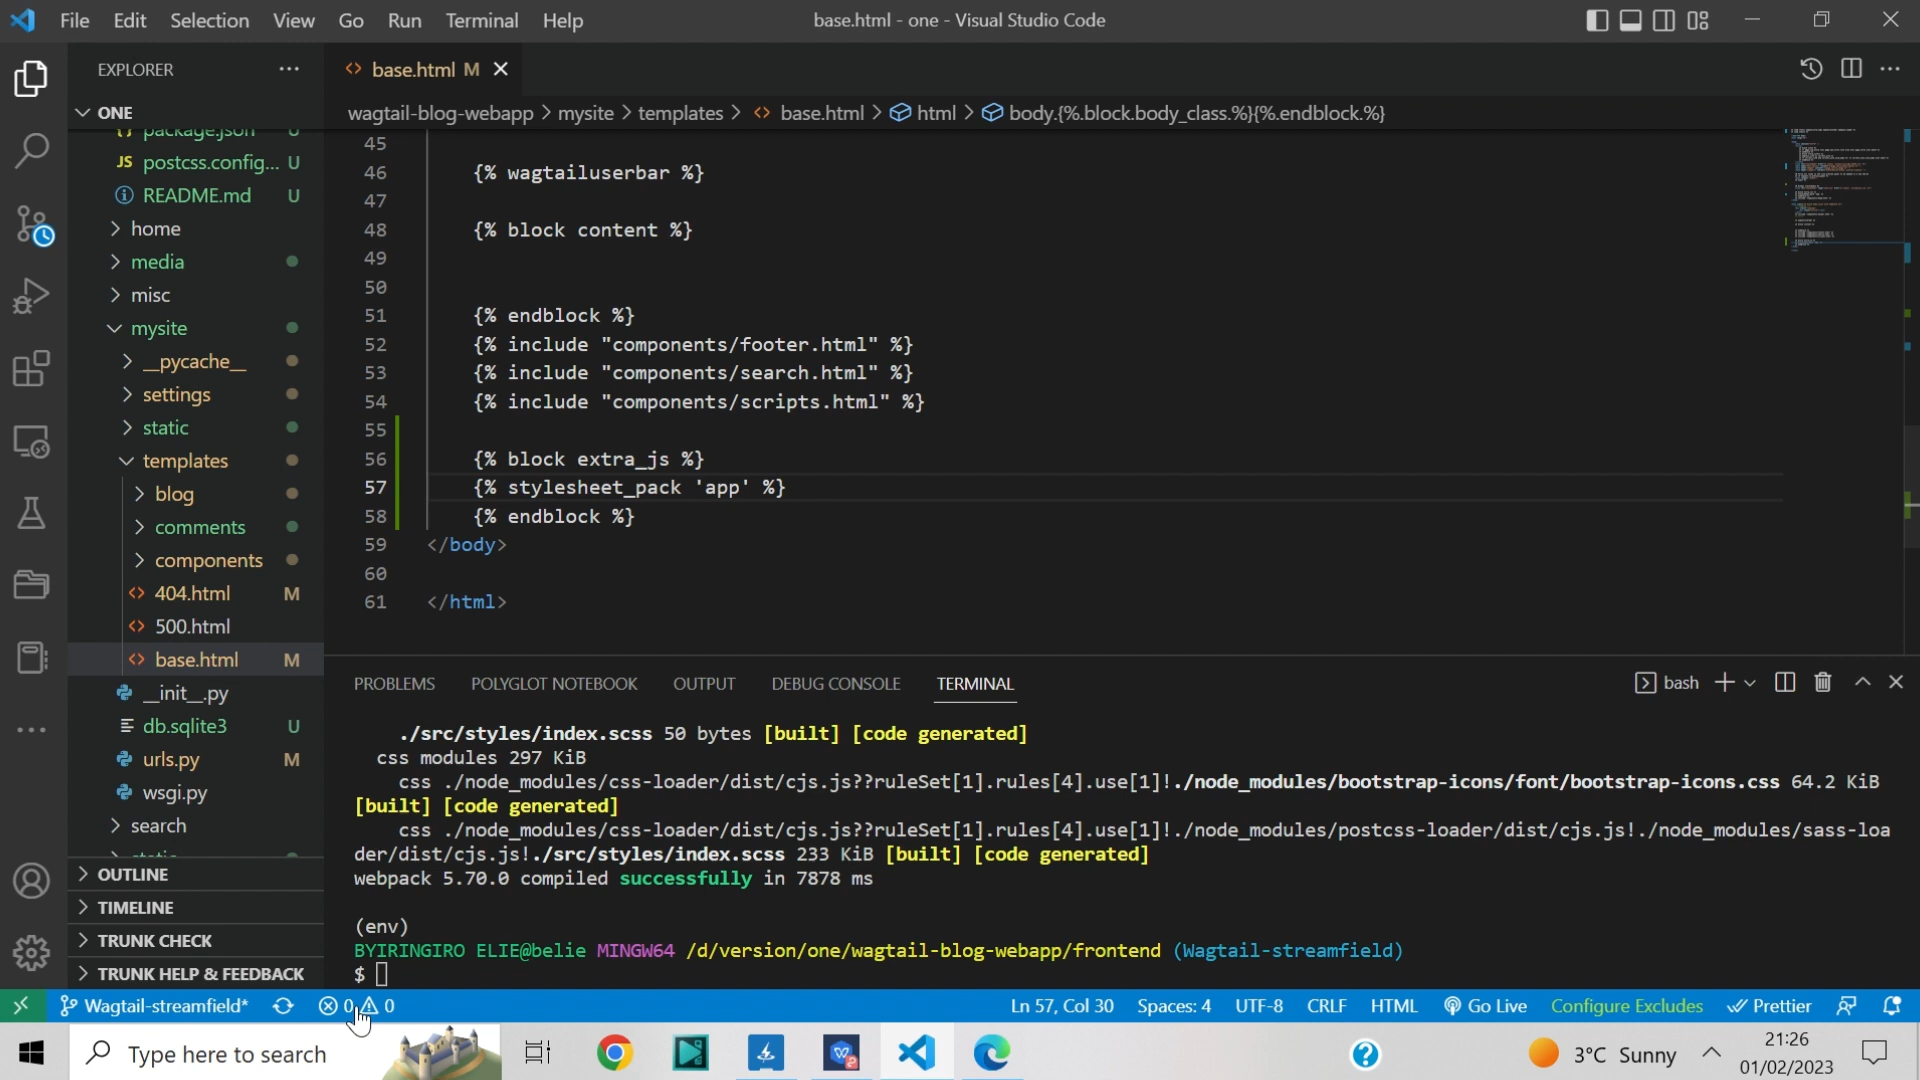 File Edit Selection View Go Run Terminal Help
base.html - one - Visual Studio Code
EXPLORER
base.html M
ONE
wagtail-blog-webapp > mysite > templates > base.html > html > body.{%.block.body_class.%}{%.endblock.%}
package.json U
postcss.config... U
README.md U
home
media
misc
mysite
__pycache__
settings
static
templates
blog
comments
components
404.html M
500.html
base.html M
__init__.py
db.sqlite3 U
urls.py M
wsgi.py
search
OUTLINE
TIMELINE
TRUNK CHECK
TRUNK HELP & FEEDBACK
45
46 {% wagtailuserbar %}
47
48 {% block content %}
49
50
51 {% endblock %}
52 {% include "components/footer.html" %}
53 {% include "components/search.html" %}
54 {% include "components/scripts.html" %}
55
56 {% block extra_js %}
57 {% stylesheet_pack 'app' %}
58 {% endblock %}
59 </body>
60
61 </html>
PROBLEMS POLYGLOT NOTEBOOK OUTPUT DEBUG CONSOLE TERMINAL
bash
./src/styles/index.scss 50 bytes [built] [code generated]
css modules 297 KiB
css ./node_modules/css-loader/dist/cjs.js??ruleSet[1].rules[4].use[1]!./node_modules/bootstrap-icons/font/bootstrap-icons.css 64.2 KiB
[built] [code generated]
css ./node_modules/css-loader/dist/cjs.js??ruleSet[1].rules[4].use[1]!./node_modules/postcss-loader/dist/cjs.js!./node_modules/sass-loa
der/dist/cjs.js!./src/styles/index.scss 233 KiB [built] [code generated]
webpack 5.70.0 compiled successfully in 7878 ms
(env)
BYIRINGIRO ELIE@belie MINGW64 /d/version/one/wagtail-blog-webapp/frontend (Wagtail-streamfield)
$
Wagtail-streamfield* 0 0 Ln 57, Col 30 Spaces: 4 UTF-8 CRLF HTML Go Live Configure Excludes Prettier
Type here to search
3°C Sunny
21:26
01/02/2023